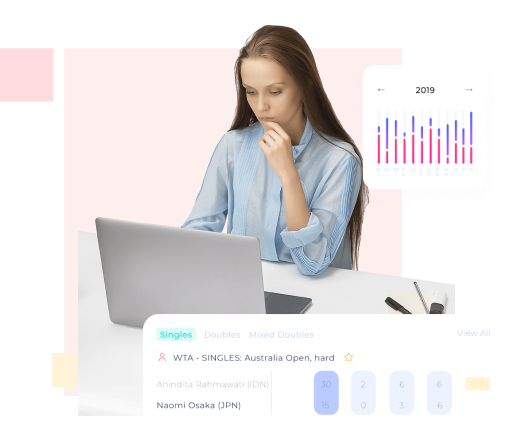 ← 2019 →
Singles Doubles Mixed Doubles View All
WTA - SINGLES: Australia Open, hard
Anindita Rahmawati (IDN) 30 2 6 6
Naomi Osaka (JPN) 15 0 3 6